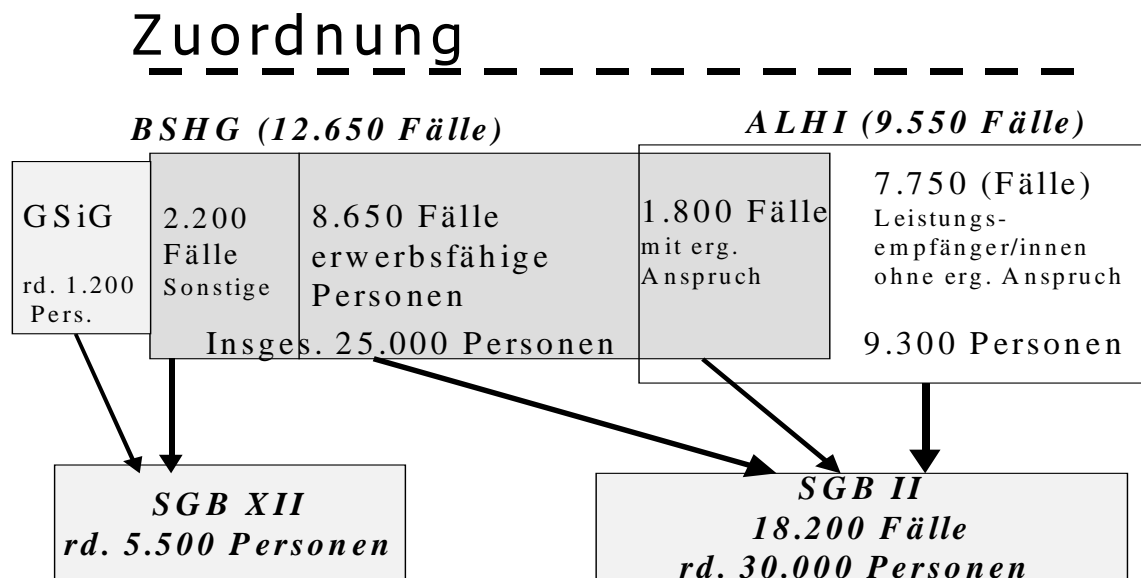 Zuordnung
BSHG (12.650 Fälle)
ALHI (9.550 Fälle)
GSiG
rd. 1.200
Pers.
2.200
Fälle
Sonstige
8.650 Fälle
erwerbsfähige
Personen
Insges. 25.000 Personen
1.800 Fälle
mit erg.
Anspruch
7.750 (Fälle)
Leistungs-
empfänger/innen
ohne erg. Anspruch
9.300 Personen
SGB XII
rd. 5.500 Personen
SGB II
18.200 Fälle
rd. 30.000 Personen